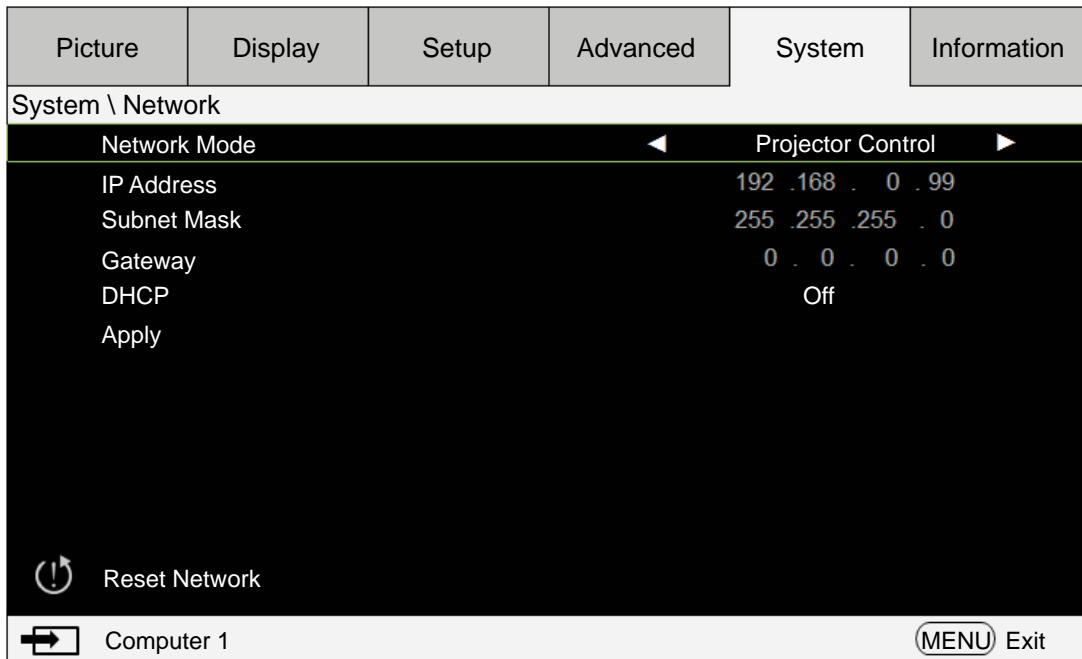 Picture Display Setup Advanced System Information
System \ Network
Network Mode ◀ Projector Control ▶
IP Address 192 .168 . 0 . 99
Subnet Mask 255 .255 .255 . 0
Gateway 0 . 0 . 0 . 0
DHCP Off
Apply
Reset Network
Computer 1 MENU Exit